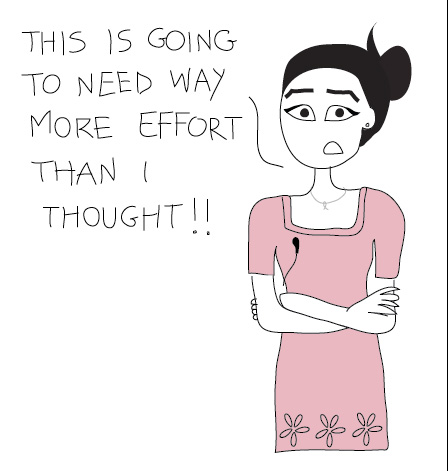 THIS IS GOING
TO NEED WAY
MORE EFFORT
THAN I
THOUGHT!!